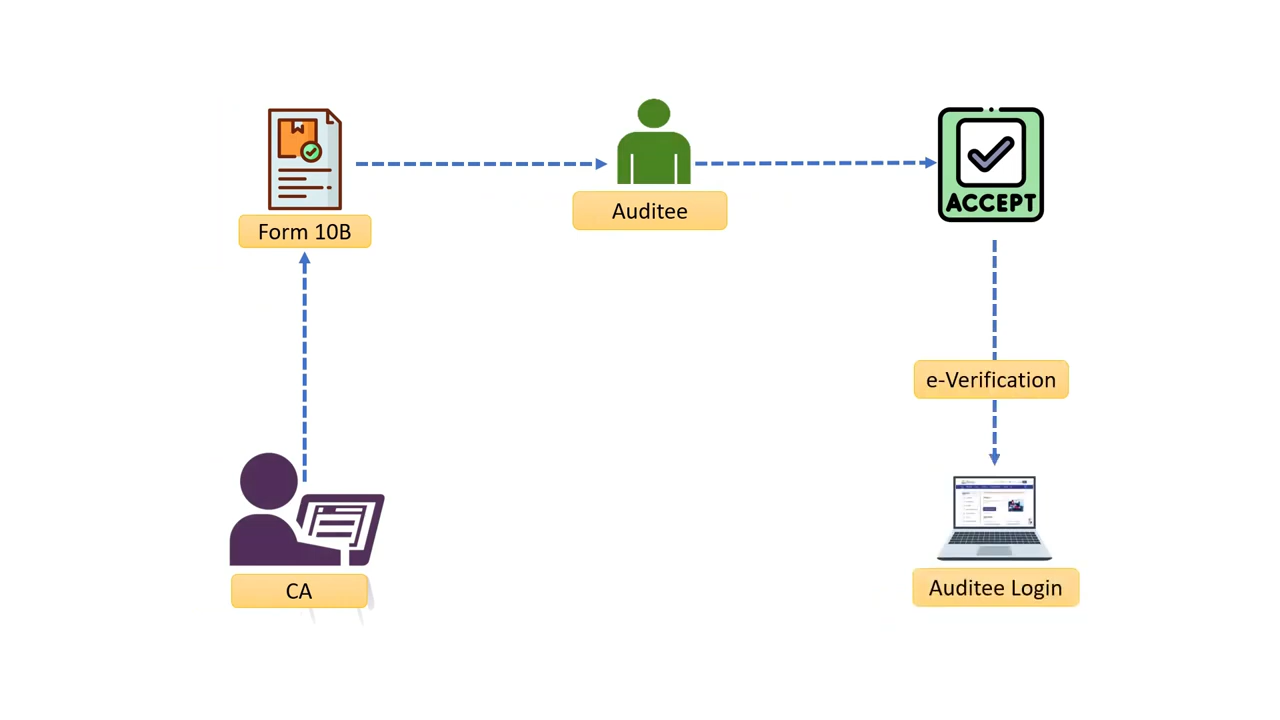 Form 10B
Auditee
ACCEPT
e-Verification
CA
Auditee Login